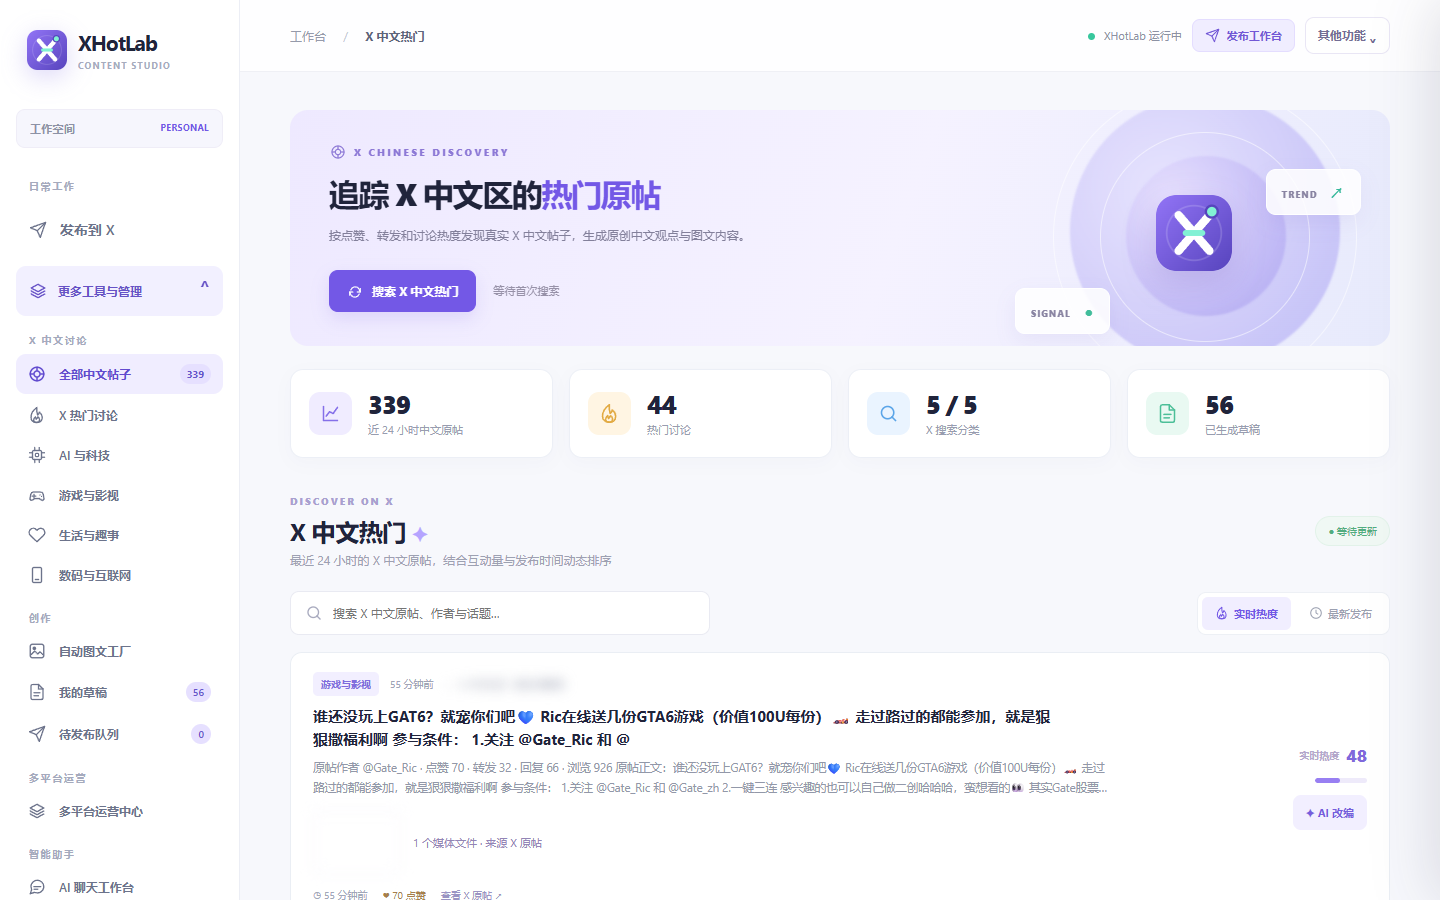 XHotLab
CONTENT STUDIO
工作空间 PERSONAL
日常工作
发布到 X
更多工具与管理 ^
X 中文讨论
全部中文帖子 339
X 热门讨论
AI 与科技
游戏与影视
生活与趣事
数码与互联网
创作
自动图文工厂
我的草稿 56
待发布队列 0
多平台运营
多平台运营中心
智能助手
AI 聊天工作台
工作台 / X 中文热门
XHotLab 运行中
发布工作台
其他功能
X CHINESE DISCOVERY
追踪 X 中文区的热门原帖
按点赞、转发和讨论热度发现真实 X 中文帖子，生成原创中文观点与图文内容。
搜索 X 中文热门
等待首次搜索
TREND ↗
SIGNAL
339
近 24 小时中文原帖
44
热门讨论
5 / 5
X 搜索分类
56
已生成草稿
DISCOVER ON X
X 中文热门
最近 24 小时的 X 中文原帖，结合互动量与发布时间动态排序
等待更新
搜索 X 中文原帖、作者与话题...
实时热度
最新发布
游戏与影视 55 分钟前
谁还没玩上GAT6？就宠你们吧💙 Ric在线送几份GTA6游戏（价值100U每份）🏎️ 走过路过的都能参加，就是狠
狠撒福利啊 参与条件： 1.关注 @Gate_Ric 和 @
原帖作者 @Gate_Ric · 点赞 70 · 转发 32 · 回复 66 · 浏览 926 原帖正文：谁还没玩上GAT6？就宠你们吧💙 Ric在线送几份GTA6游戏（价值100U每份）🏎️ 走过
路过的都能参加，就是狠狠撒福利啊 参与条件： 1.关注 @Gate_Ric 和 @Gate_zh 2.一键三连 感兴趣的也可以自己做二创哈哈哈，蛮想看的👀 其实Gate股票...
1 个媒体文件 · 来源 X 原帖
55 分钟前 ♥ 70 点赞 查看 X 原帖 ↗
实时热度 48
✦ AI 改编